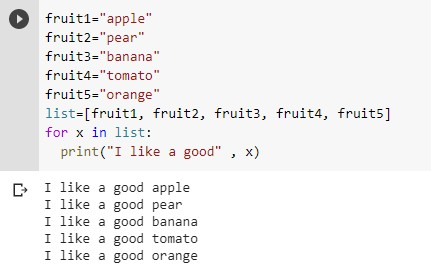 fruit1="apple"
fruit2="pear"
fruit3="banana"
fruit4="tomato"
fruit5="orange"
list=[fruit1, fruit2, fruit3, fruit4, fruit5]
for x in list:
  print("I like a good" , x)
I like a good apple
I like a good pear
I like a good banana
I like a good tomato
I like a good orange